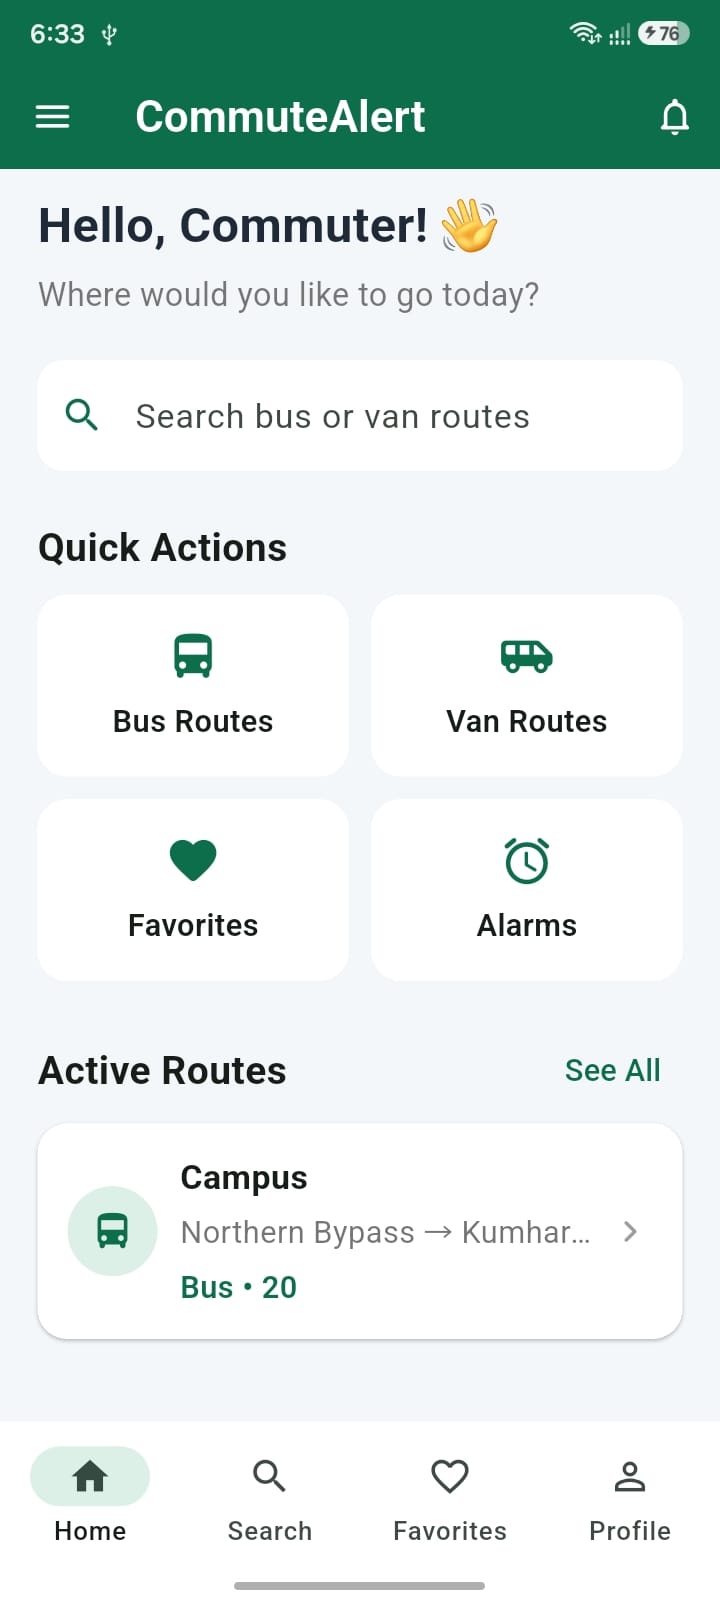 6:33
76
CommuteAlert
Hello, Commuter! 👋
Where would you like to go today?
Search bus or van routes
Quick Actions
Bus Routes
Van Routes
Favorites
Alarms
Active Routes
See All
Campus
Northern Bypass → Kumhar...
Bus • 20
Home
Search
Favorites
Profile